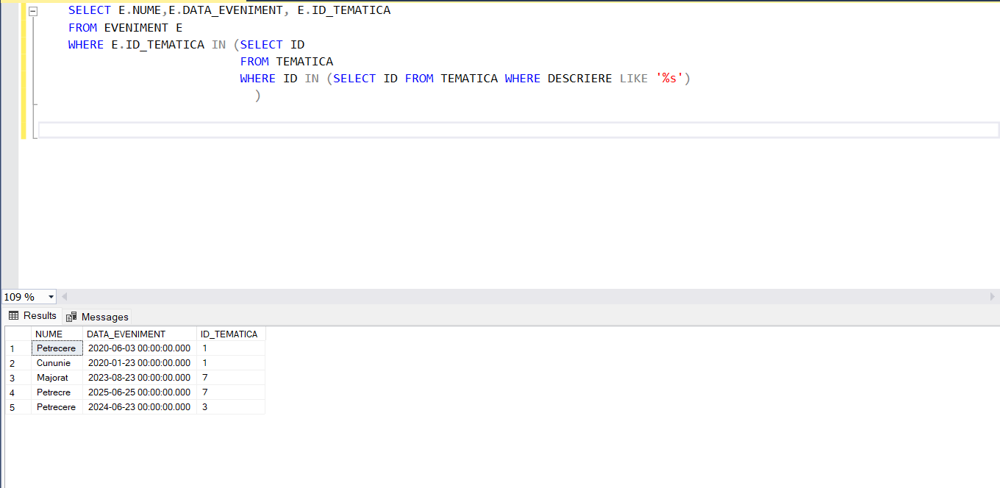 SELECT E.NUME,E.DATA_EVENIMENT, E.ID_TEMATICA
FROM EVENIMENT E
WHERE E.ID_TEMATICA IN (SELECT ID
FROM TEMATICA
WHERE ID IN (SELECT ID FROM TEMATICA WHERE DESCRIERE LIKE '%s')
)
109 %
Results Messages
NUME DATA_EVENIMENT ID_TEMATICA
1 Petrecere 2020-06-03 00:00:00.000 1
2 Cununie 2020-01-23 00:00:00.000 1
3 Majorat 2023-08-23 00:00:00.000 7
4 Petrecre 2025-06-25 00:00:00.000 7
5 Petrecere 2024-06-23 00:00:00.000 3